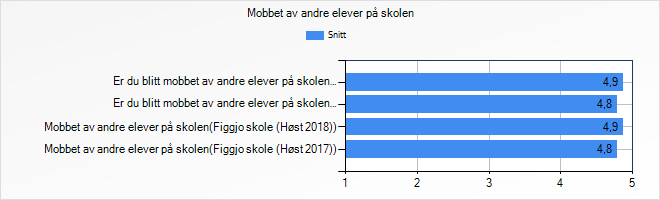 Mobbet av andre elever på skolen
Snitt
Er du blitt mobbet av andre elever på skolen... 4,9
Er du blitt mobbet av andre elever på skolen... 4,8
Mobbet av andre elever på skolen(Figgjo skole (Høst 2018)) 4,9
Mobbet av andre elever på skolen(Figgjo skole (Høst 2017)) 4,8
1 2 3 4 5